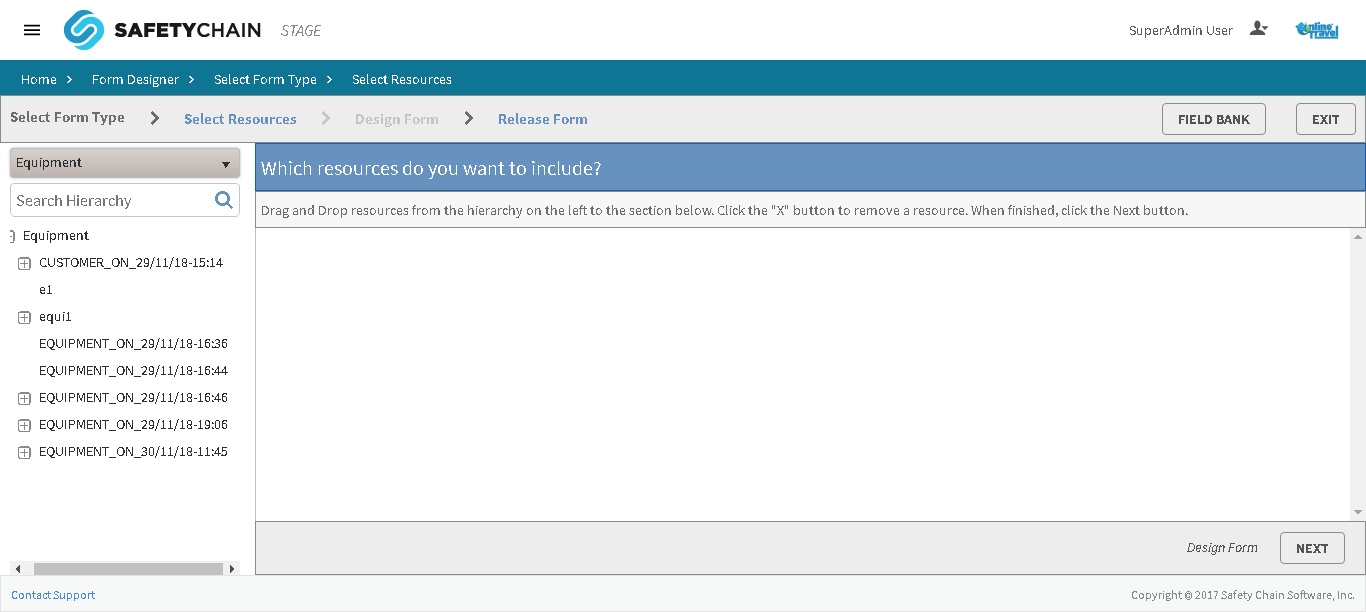 SAFETYCHAIN STAGE SuperAdmin User Online Travel
Home > Form Designer > Select Form Type > Select Resources
Select Form Type > Select Resources > Design Form > Release Form FIELD BANK EXIT
Equipment
Search Hierarchy
Equipment
CUSTOMER_ON_29/11/18-15:14
e1
equi1
EQUIPMENT_ON_29/11/18-16:36
EQUIPMENT_ON_29/11/18-16:44
EQUIPMENT_ON_29/11/18-16:46
EQUIPMENT_ON_29/11/18-19:06
EQUIPMENT_ON_30/11/18-11:45
Which resources do you want to include?
Drag and Drop resources from the hierarchy on the left to the section below. Click the "X" button to remove a resource. When finished, click the Next button.
Design Form NEXT
Contact Support Copyright © 2017 Safety Chain Software, Inc.